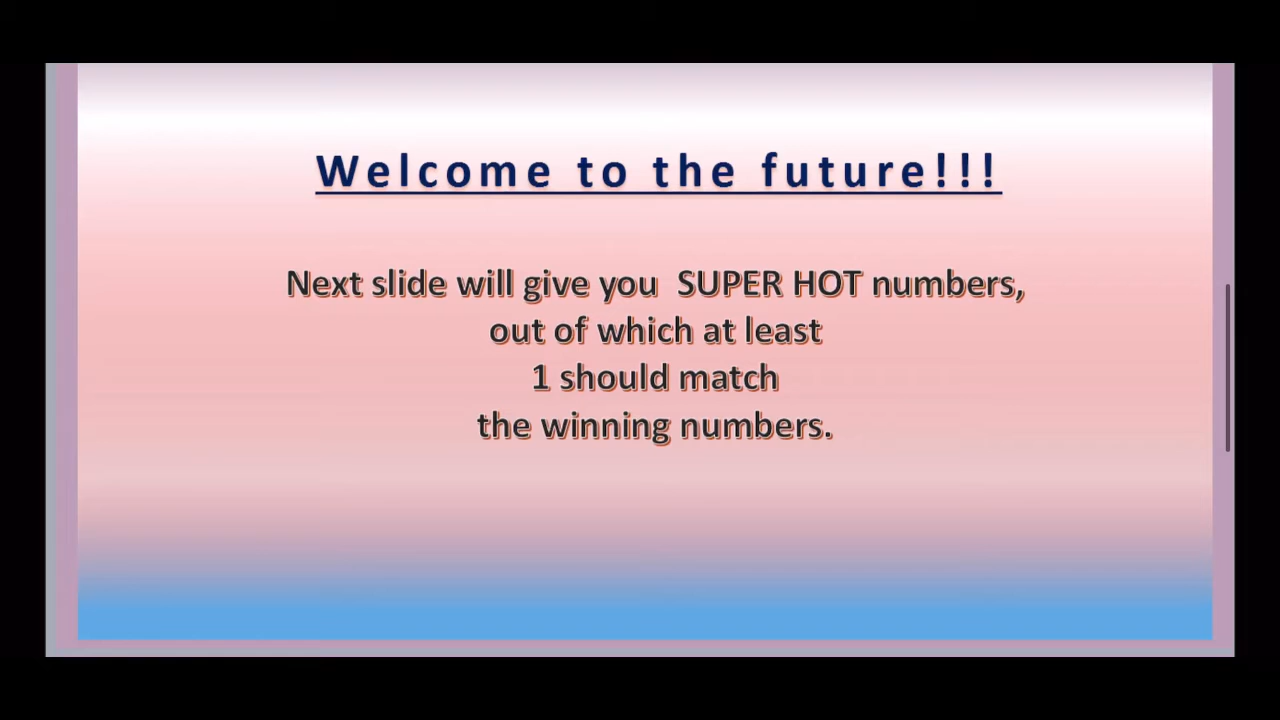 Welcome to the future!!!
Next slide will give you  SUPER HOT numbers,
out of which at least
1 should match
the winning numbers.